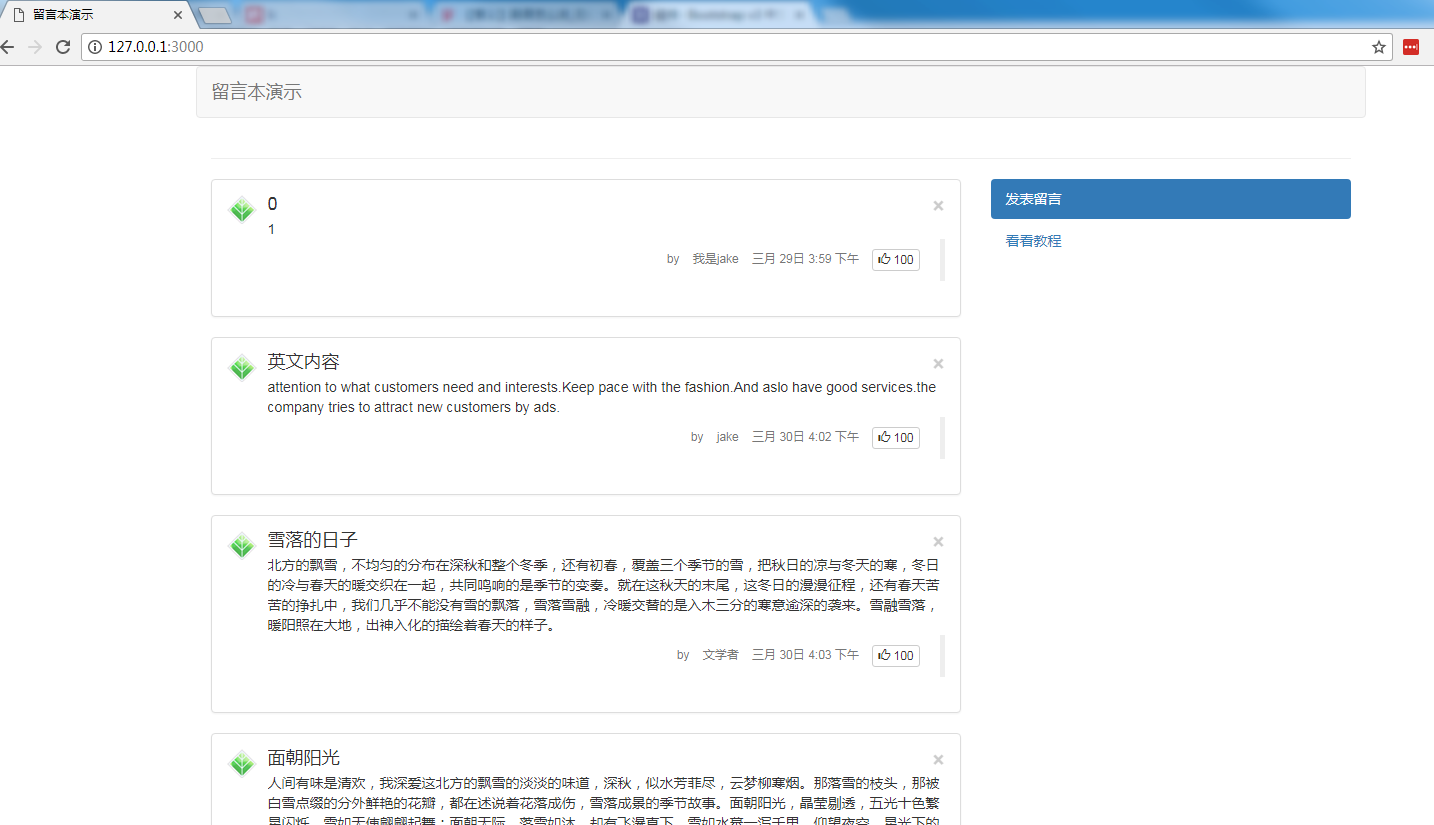 留言本演示
127.0.0.1:3000
留言本演示
0
1
by 我是jake 三月 29日 3:59 下午 100
发表留言
看看教程
英文内容
attention to what customers need and interests.Keep pace with the fashion.And aslo have good services.the
company tries to attract new customers by ads.
by jake 三月 30日 4:02 下午 100
雪落的日子
北方的飘雪，不均匀的分布在深秋和整个冬季，还有初春，覆盖三个季节的雪，把秋日的凉与冬天的寒，冬日
的冷与春天的暖交织在一起，共同鸣响的是季节的变奏。就在这秋天的末尾，这冬日的漫漫征程，还有春天苦
苦的挣扎中，我们几乎不能没有雪的飘落，雪落雪融，冷暖交替的是入木三分的寒意逾深的袭来。雪融雪落，
暖阳照在大地，出神入化的描绘着春天的样子。
by 文学者 三月 30日 4:03 下午 100
面朝阳光
人间有味是清欢，我深爱这北方的飘雪的淡淡的味道，深秋，似水芳菲尽，云梦柳寒烟。那落雪的枝头，那被
白雪点缀的分外鲜艳的花瓣，都在述说着花落成伤，雪落成景的季节故事。面朝阳光，晶莹剔透，五光十色繁